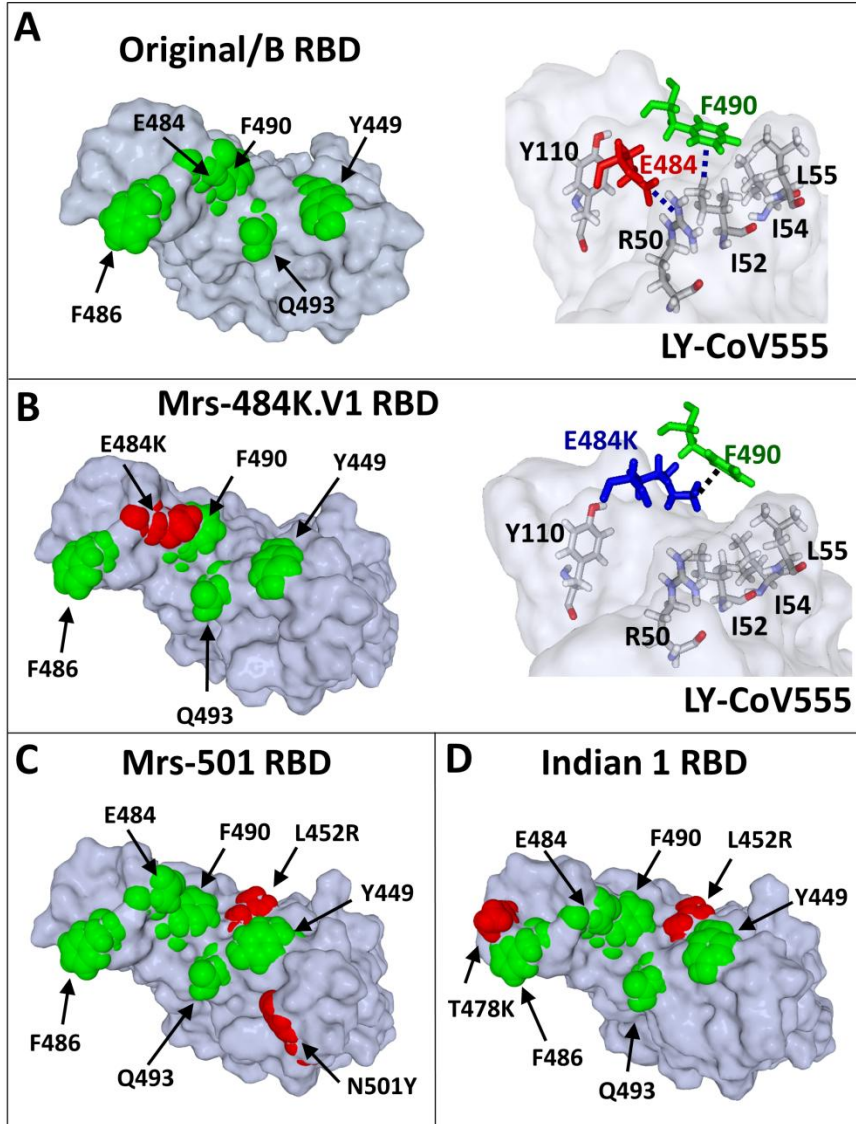 A
Original/B RBD
E484
F490
Y449
F486
Q493
F490
Y110
E484
L55
R50
I54
I52
LY-CoV555
B
Mrs-484K.V1 RBD
E484K
F490
Y449
F486
Q493
E484K
F490
Y110
L55
I54
I52
R50
LY-CoV555
C
Mrs-501 RBD
E484
F490
L452R
Y449
F486
Q493
N501Y
D
Indian 1 RBD
E484
F490
L452R
Y449
T478K
F486
Q493